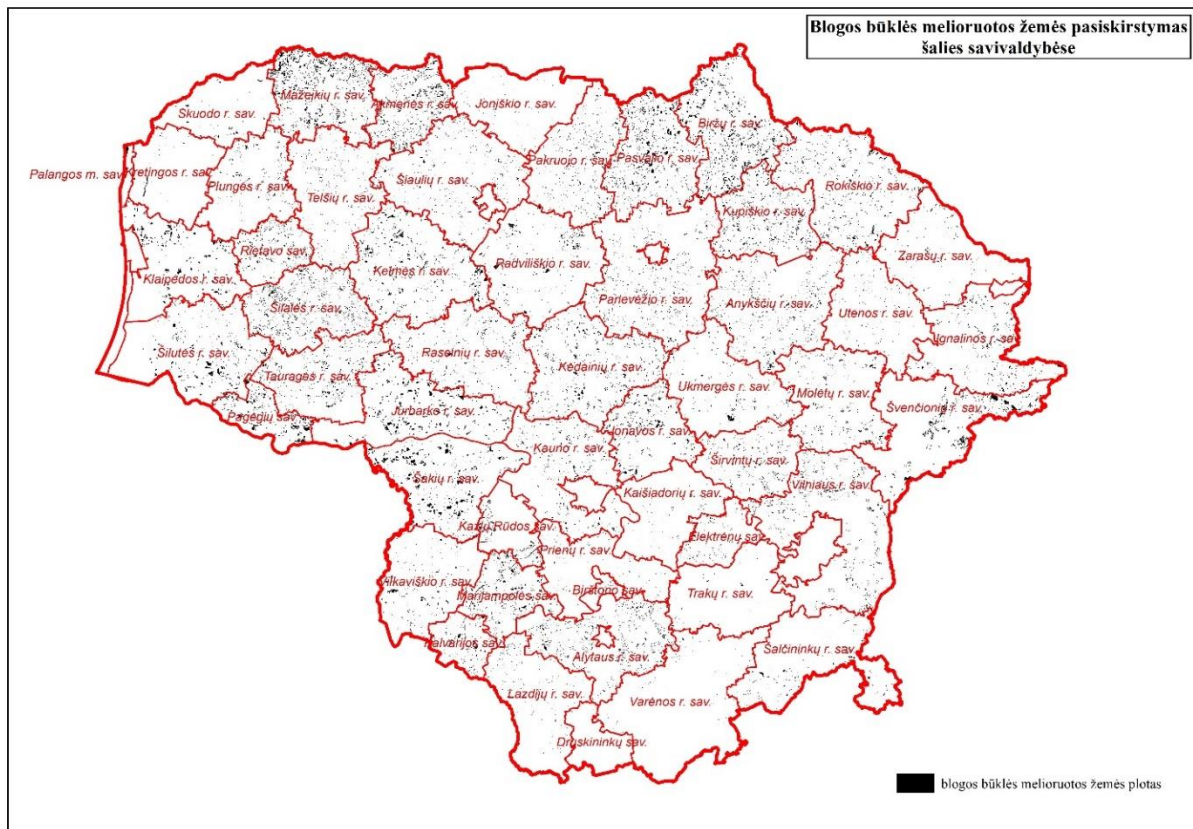 Blogos būklės melioruotos žemės pasiskirstymas
šalies savivaldybėse
Mažeikių r. sav.
Akmenės r. sav.
Joniškio r. sav.
Skuodo r. sav.
Biržų r. sav.
Pakruojo r. sav.
Pasvalio r. sav.
Palangos m. sav.
Kretingos r. sav.
Plungės r. sav.
Telšių r. sav.
Šiaulių r. sav.
Rokiškio r. sav.
Kupiškio r. sav.
Rietavo sav.
Klaipėdos r. sav.
Kelmės r. sav.
Radviliškio r. sav.
Zarasų r. sav.
Panevėžio r. sav.
Anykščių r. sav.
Utenos r. sav.
Šilalės r. sav.
Ignalinos r. sav.
Šilutės r. sav.
Raseinių r. sav.
Kėdainių r. sav.
Tauragės r. sav.
Ukmergės r. sav.
Molėtų r. sav.
Švenčionių r. sav.
Pagėgių sav.
Jurbarko r. sav.
Jonavos r. sav.
Kauno r. sav.
Širvintų r. sav.
Šakių r. sav.
Vilniaus r. sav.
Kaišiadorių r. sav.
Kazlų Rūdos sav.
Elektrėnų sav.
Prienų r. sav.
Vilkaviškio r. sav.
Marijampolės sav.
Birštono sav.
Trakų r. sav.
Kalvarijos sav.
Alytaus r. sav.
Šalčininkų r. sav.
Lazdijų r. sav.
Varėnos r. sav.
Druskininkų sav.
blogos būklės melioruotos žemės plotas